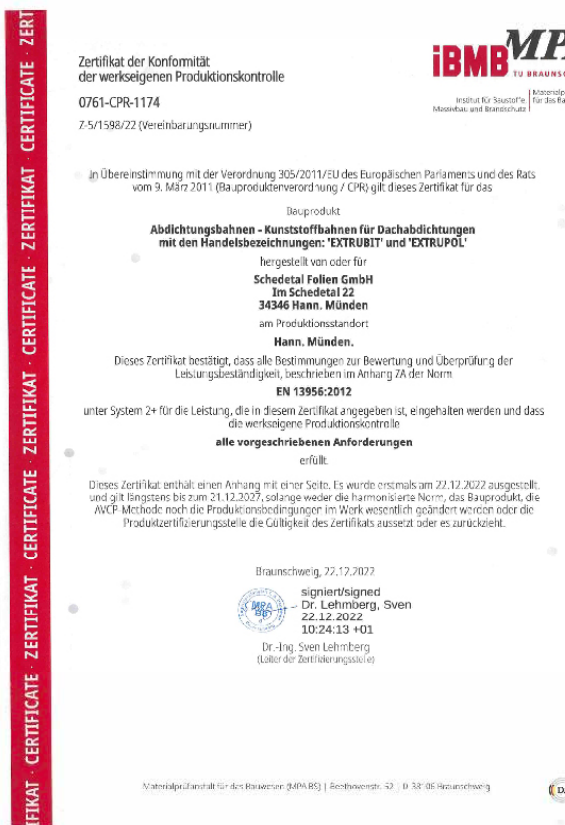 ZERTIFIKAT · CERTIFICATE · ZERTIFIKAT · CERTIFICATE · ZERTIFIKAT · CERTIFICATE · ZERT
Zertifikat der Konformität
der werkseigenen Produktionskontrolle
0761-CPR-1174
Z-5/1598/22 (Vereinbarungsnummer)
iBMB MPA
TU BRAUNSC
Institut für Baustoffe,
Massivbau und Brandschutz
Materialp
für das Ba
In Übereinstimmung mit der Verordnung 305/2011/EU des Europäischen Parlaments und des Rats
vom 9. März 2011 (Bauproduktenverordnung / CPR) gilt dieses Zertifikat für das
Bauprodukt
Abdichtungsbahnen – Kunststoffbahnen für Dachabdichtungen
mit den Handelsbezeichnungen: 'EXTRUBIT' und 'EXTRUPOL'
hergestellt von oder für
Schedetal Folien GmbH
Im Schedetal 22
34346 Hann. Münden
am Produktionsstandort
Hann. Münden.
Dieses Zertifikat bestätigt, dass alle Bestimmungen zur Bewertung und Überprüfung der
Leistungsbeständigkeit, beschrieben im Anhang ZA der Norm
EN 13956:2012
unter System 2+ für die Leistung, die in diesem Zertifikat angegeben ist, eingehalten werden und dass
die werkseigene Produktionskontrolle
alle vorgeschriebenen Anforderungen
erfüllt.
Dieses Zertifikat enthält einen Anhang mit einer Seite. Es wurde erstmals am 22.12.2022 ausgestellt,
und gilt längstens bis zum 21.12.2027, solange weder die harmonisierte Norm, das Bauprodukt, die
AVCP-Methode noch die Produktionsbedingungen im Werk wesentlich geändert werden oder die
Produktzertifizierungsstelle die Gültigkeit des Zertifikats aussetzt oder es zurückzieht.
Braunschweig, 22.12.2022
MPA
BS
signiert/signed
Dr. Lehmberg, Sven
22.12.2022
10:24:13 +01
Dr.-Ing. Sven Lehmberg
(Leiter der Zertifizierungsstelle)
Materialprüfanstalt für das Bauwesen (MPA BS) | Beethovenstr. 52 | D-38106 Braunschweig